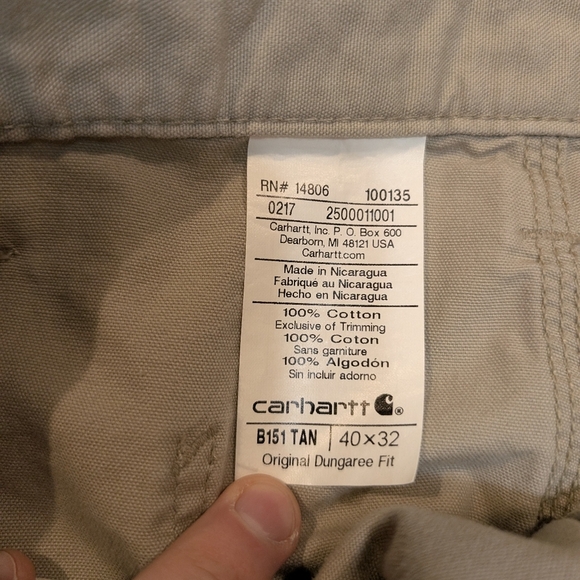 RN# 14806 100135
0217 2500011001
Carhartt, Inc. P. O. Box 600
Dearborn, MI 48121 USA
Carhartt.com
Made in Nicaragua
Fabriqué au Nicaragua
Hecho en Nicaragua
100% Cotton
Exclusive of Trimming
100% Coton
Sans garniture
100% Algodón
Sin incluir adorno
carhartt ®
B151 TAN 40×32
Original Dungaree Fit